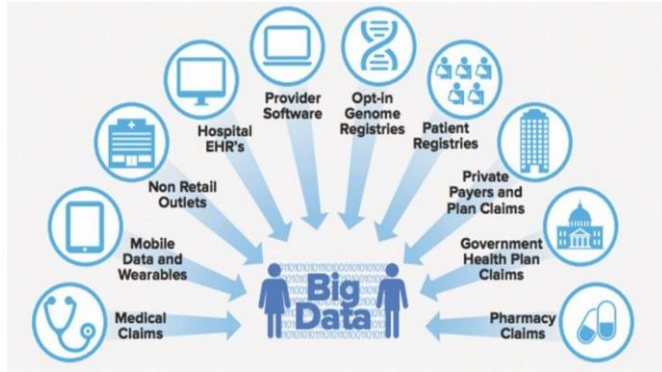 Medical
Claims
Mobile
Data and
Wearables
Non Retail
Outlets
Hospital
EHR's
Provider
Software
Opt-in
Genome
Registries
Patient
Registries
Private
Payers and
Plan Claims
Government
Health Plan
Claims
Pharmacy
Claims
Big
Data